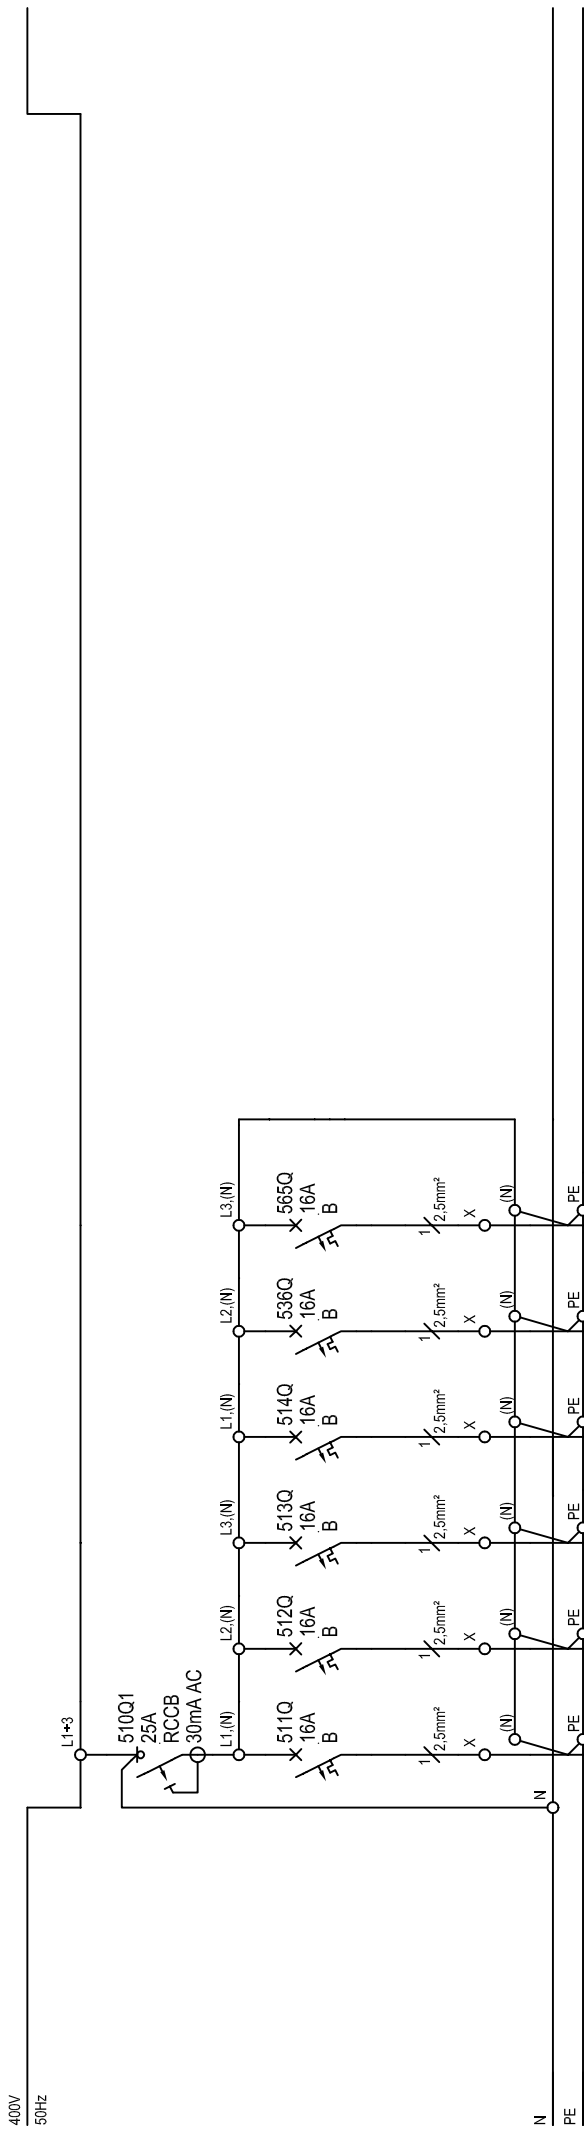 400V
50Hz
L1÷3
510Q1
25A
RCCB
30mA AC
L1,(N)
511Q
16A
B
1
2,5mm²
X
(N)
PE
L2,(N)
512Q
16A
B
1
2,5mm²
X
(N)
PE
L3,(N)
513Q
16A
B
1
2,5mm²
X
(N)
PE
L1,(N)
514Q
16A
B
1
2,5mm²
X
(N)
PE
L2,(N)
536Q
16A
B
1
2,5mm²
X
(N)
PE
L3,(N)
565Q
16A
B
1
2,5mm²
X
(N)
PE
N
N
PE